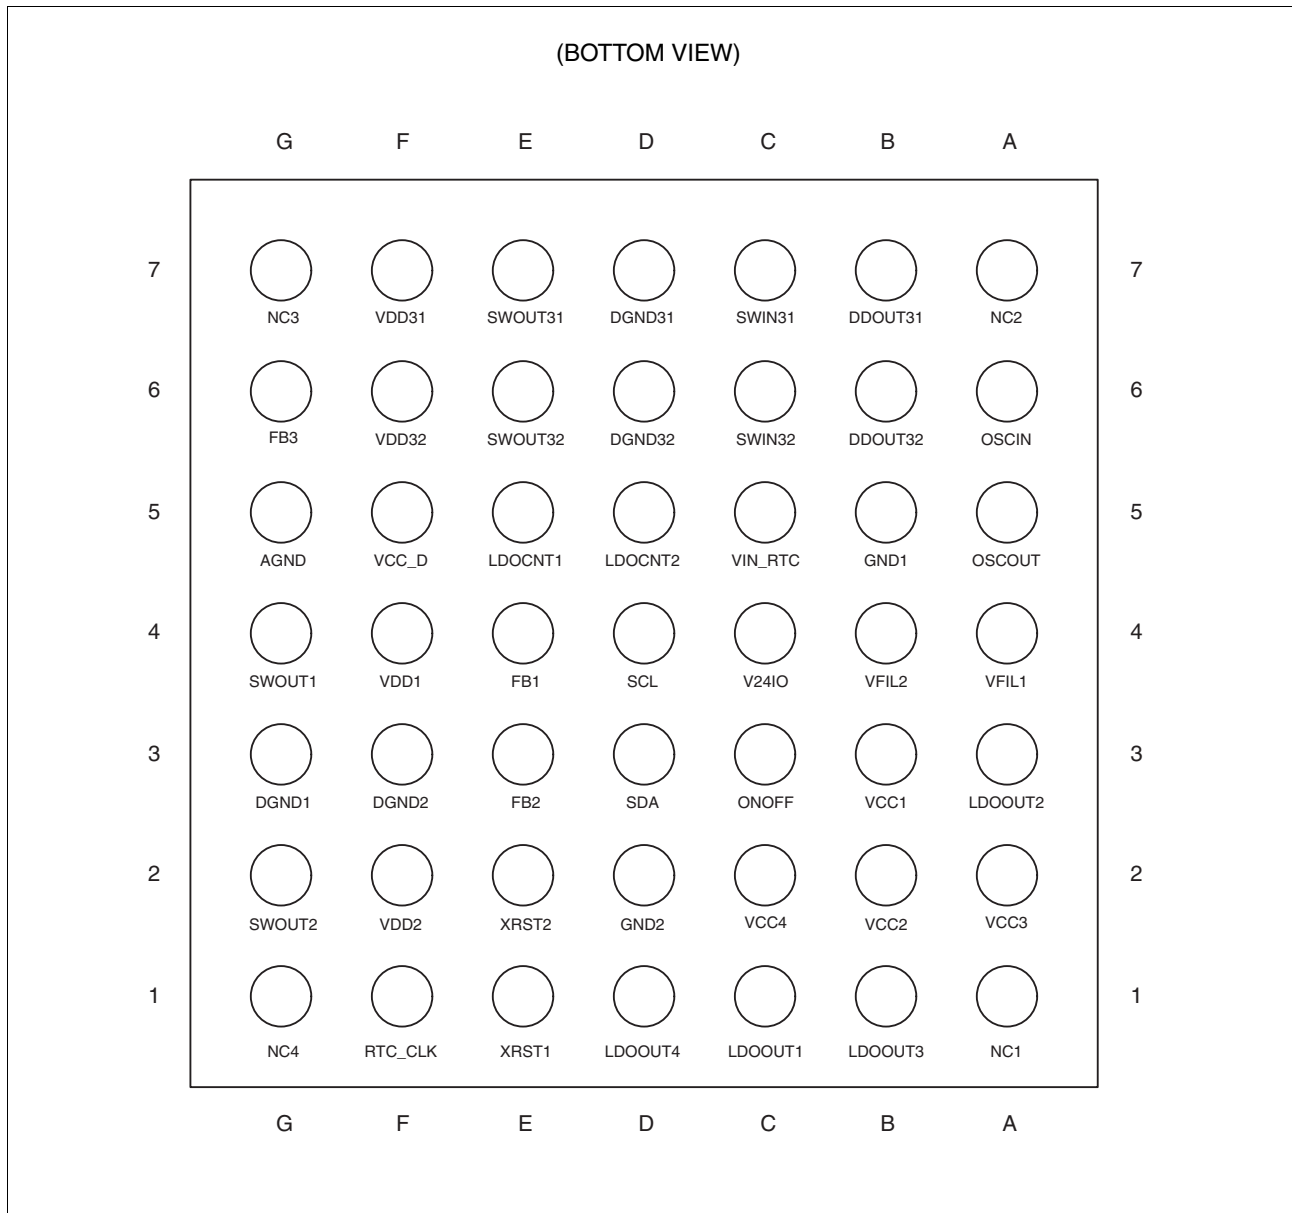 (BOTTOM VIEW)
G F E D C B A
7 7
NC3 VDD31 SWOUT31 DGND31 SWIN31 DDOUT31 NC2
6 6
FB3 VDD32 SWOUT32 DGND32 SWIN32 DDOUT32 OSCIN
5 5
AGND VCC_D LDOCNT1 LDOCNT2 VIN_RTC GND1 OSCOUT
4 4
SWOUT1 VDD1 FB1 SCL V24IO VFIL2 VFIL1
3 3
DGND1 DGND2 FB2 SDA ONOFF VCC1 LDOOUT2
2 2
SWOUT2 VDD2 XRST2 GND2 VCC4 VCC2 VCC3
1 1
NC4 RTC_CLK XRST1 LDOOUT4 LDOOUT1 LDOOUT3 NC1
G F E D C B A